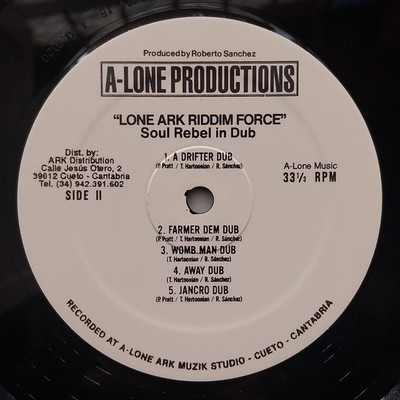 Produced by Roberto Sanchez
A-LONE PRODUCTIONS
"LONE ARK RIDDIM FORCE"
Soul Rebel in Dub
Dist. by:
ARK Distribution
Calle Jesús Otero, 2
39012 Cueto - Cantabria
Tel. (34) 942.391.602
SIDE II
A-Lone Music
33⅓ RPM
1. A DRIFTER DUB
(P. Pratt / T. Hartoonian / R. Sánchez)
2. FARMER DEM DUB
(P. Pratt / T. Hartoonian / R. Sánchez)
3. WOMB MAN DUB
(T. Hartoonian / R. Sánchez)
4. AWAY DUB
(T. Hartoonian / R. Sánchez)
5. JANCRO DUB
(P. Pratt / T. Hartoonian / R. Sánchez)
RECORDED AT A-LONE ARK MUZIK STUDIO - CUETO - CANTABRIA